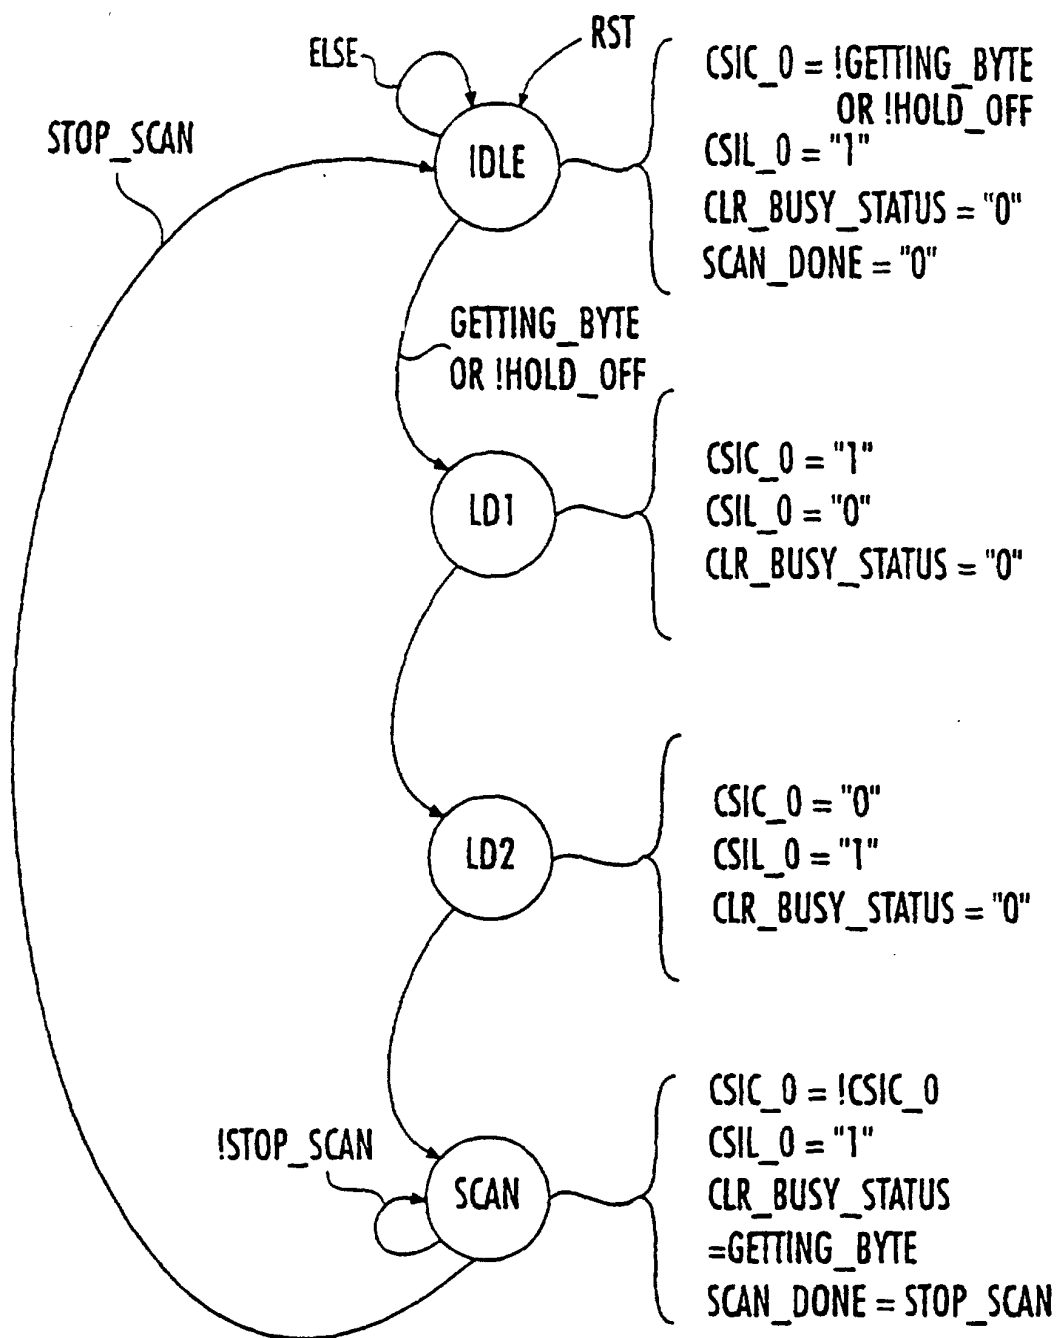 ELSE
RST
STOP_SCAN
IDLE
CSIC_0 = !GETTING_BYTE
OR !HOLD_OFF
CSIL_0 = "1"
CLR_BUSY_STATUS = "0"
SCAN_DONE = "0"
GETTING_BYTE
OR !HOLD_OFF
LD1
CSIC_0 = "1"
CSIL_0 = "0"
CLR_BUSY_STATUS = "0"
LD2
CSIC_0 = "0"
CSIL_0 = "1"
CLR_BUSY_STATUS = "0"
!STOP_SCAN
SCAN
CSIC_0 = !CSIC_0
CSIL_0 = "1"
CLR_BUSY_STATUS
=GETTING_BYTE
SCAN_DONE = STOP_SCAN